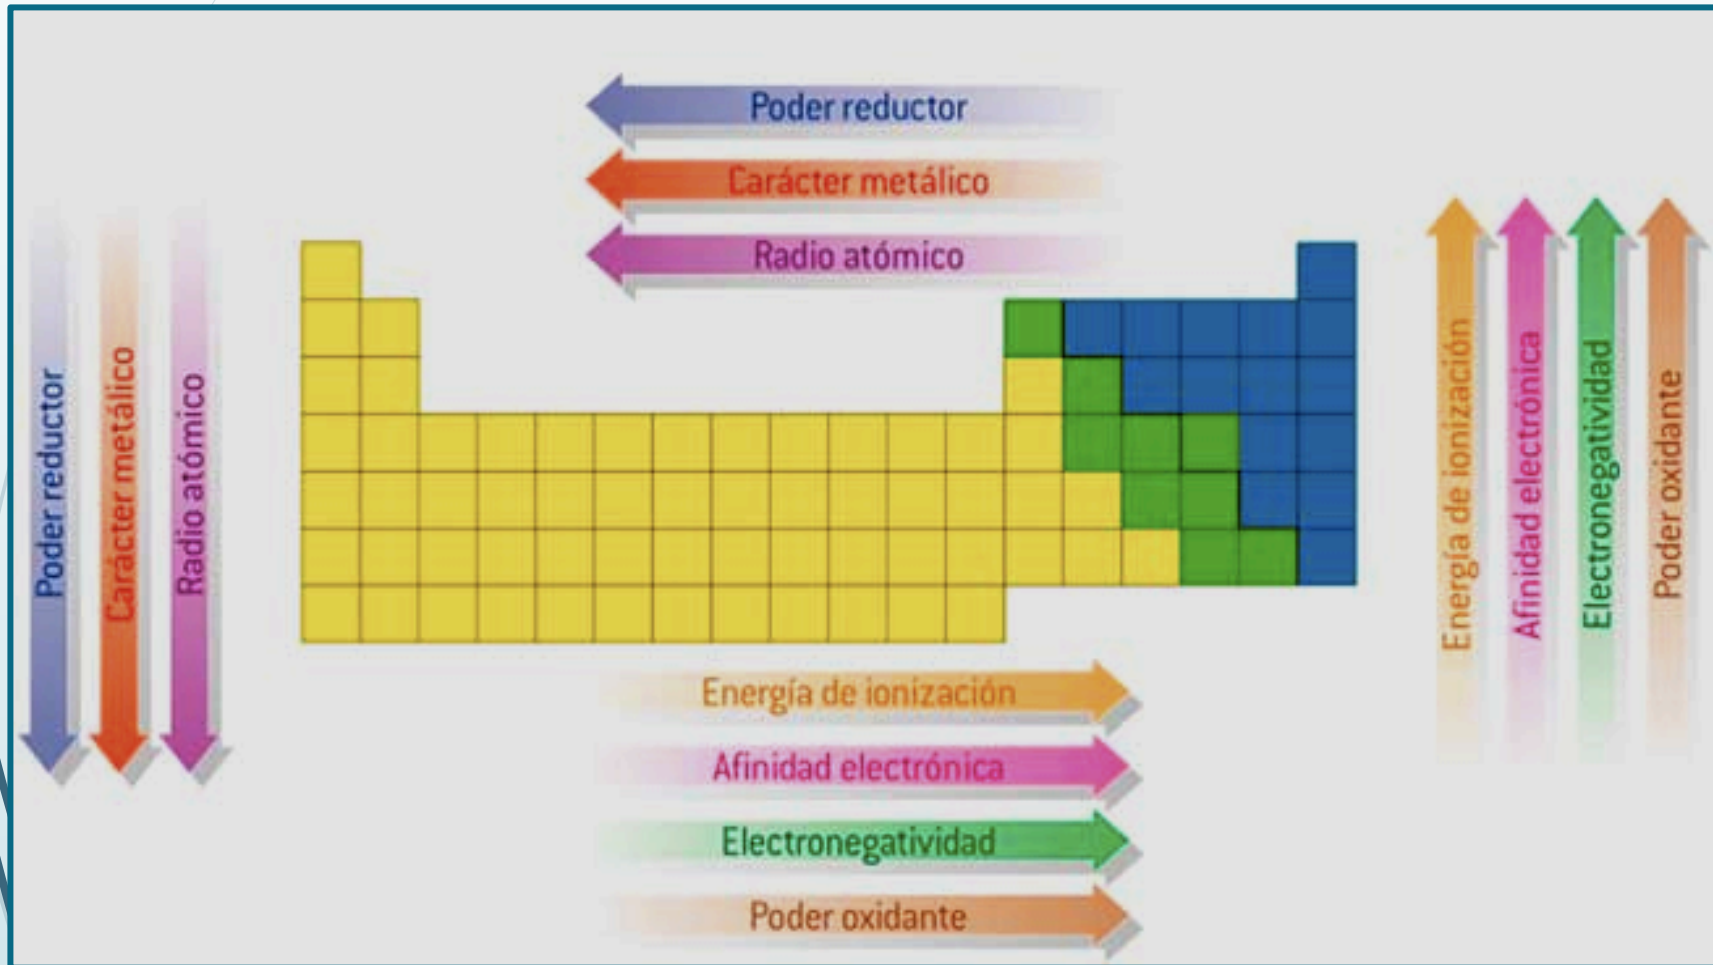 Poder reductor
Carácter metálico
Radio atómico
Poder reductor
Carácter metálico
Radio atómico
Energía de ionización
Afinidad electrónica
Electronegatividad
Poder oxidante
Energía de ionización
Afinidad electrónica
Electronegatividad
Poder oxidante